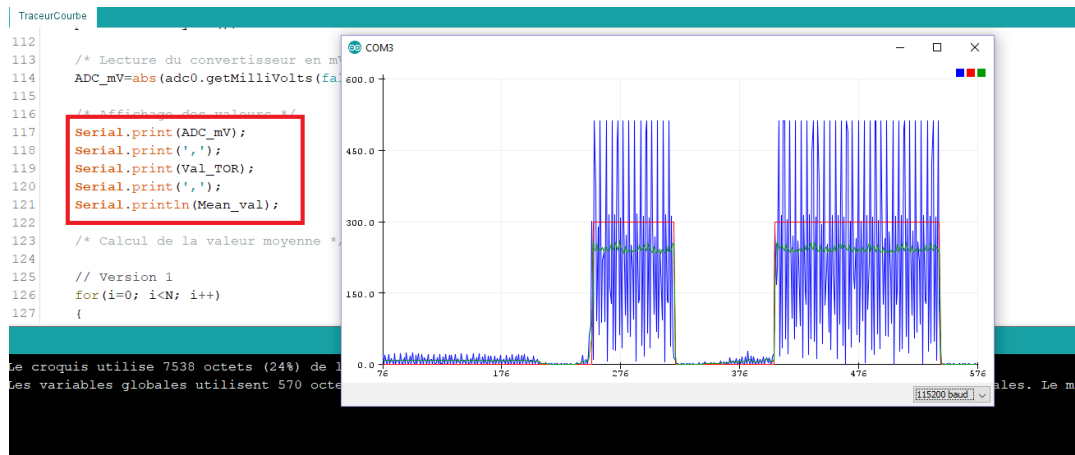 TraceurCourbe
112
113 /* Lecture du convertisseur en m
114 ADC_mV=abs(adc0.getMilliVolts(fal
115
116 /* Affichage des valeurs */
117 Serial.print(ADC_mV);
118 Serial.print(',');
119 Serial.print(Val_TOR);
120 Serial.print(',');
121 Serial.println(Mean_val);
122
123 /* Calcul de la valeur moyenne *
124
125 // Version 1
126 for(i=0; i<N; i++)
127 {
COM3
600.0
450.0
300.0
150.0
0.0
76 176 276 376 476 576
115200 baud
Le croquis utilise 7538 octets (24%) de l
Les variables globales utilisent 570 octe
ales. Le m